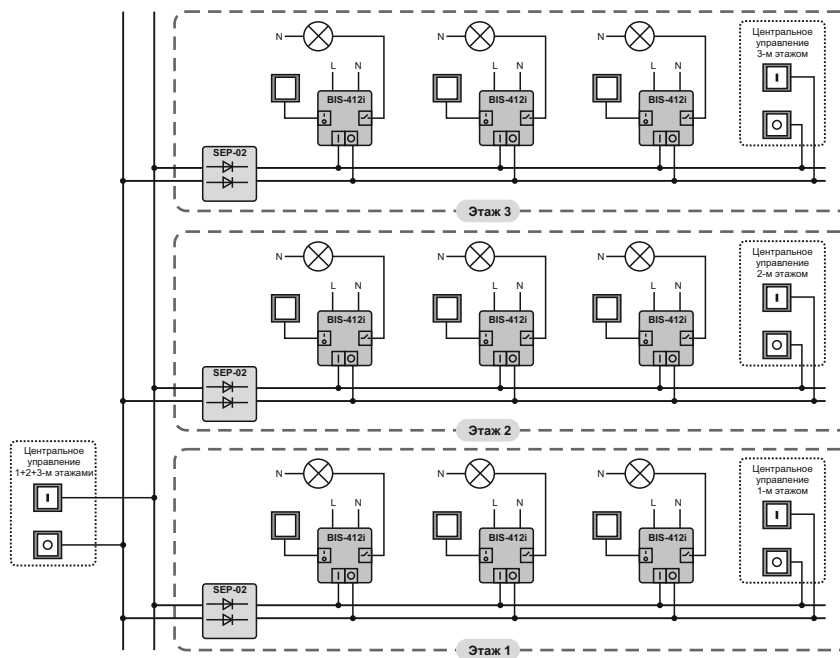 N
N
N
Центральное
управление
3-м этажом
L N
L N
L N
BIS-412i
BIS-412i
BIS-412i
I
O
I O
I O
I O
I O
I O
I O
SEP-02
Этаж 3
N
N
N
Центральное
управление
2-м этажом
L N
L N
L N
BIS-412i
BIS-412i
BIS-412i
I
O
I O
I O
I O
I O
I O
I O
SEP-02
Этаж 2
Центральное
управление
1+2+3-м этажами
I
O
N
N
N
Центральное
управление
1-м этажом
L N
L N
L N
BIS-412i
BIS-412i
BIS-412i
I
O
I O
I O
I O
I O
I O
I O
SEP-02
Этаж 1